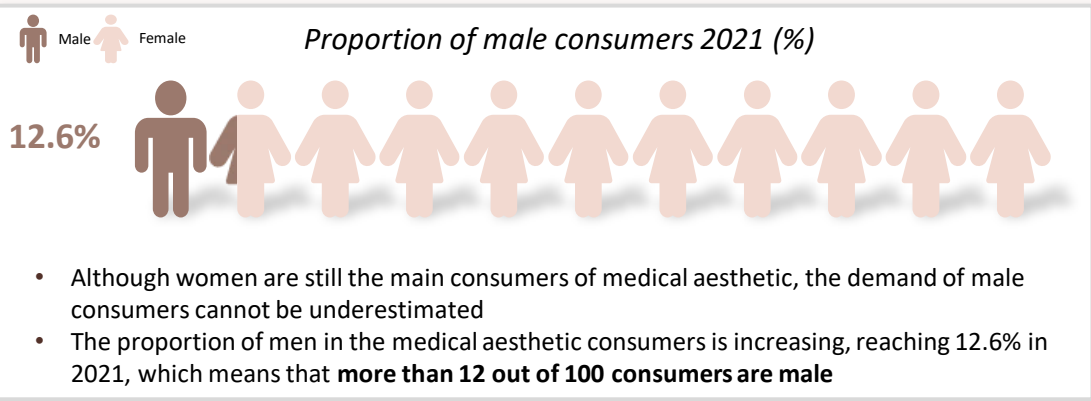 Male Female
Proportion of male consumers 2021 (%)
12.6%
• Although women are still the main consumers of medical aesthetic, the demand of male
consumers cannot be underestimated
• The proportion of men in the medical aesthetic consumers is increasing, reaching 12.6% in
2021, which means that more than 12 out of 100 consumers are male